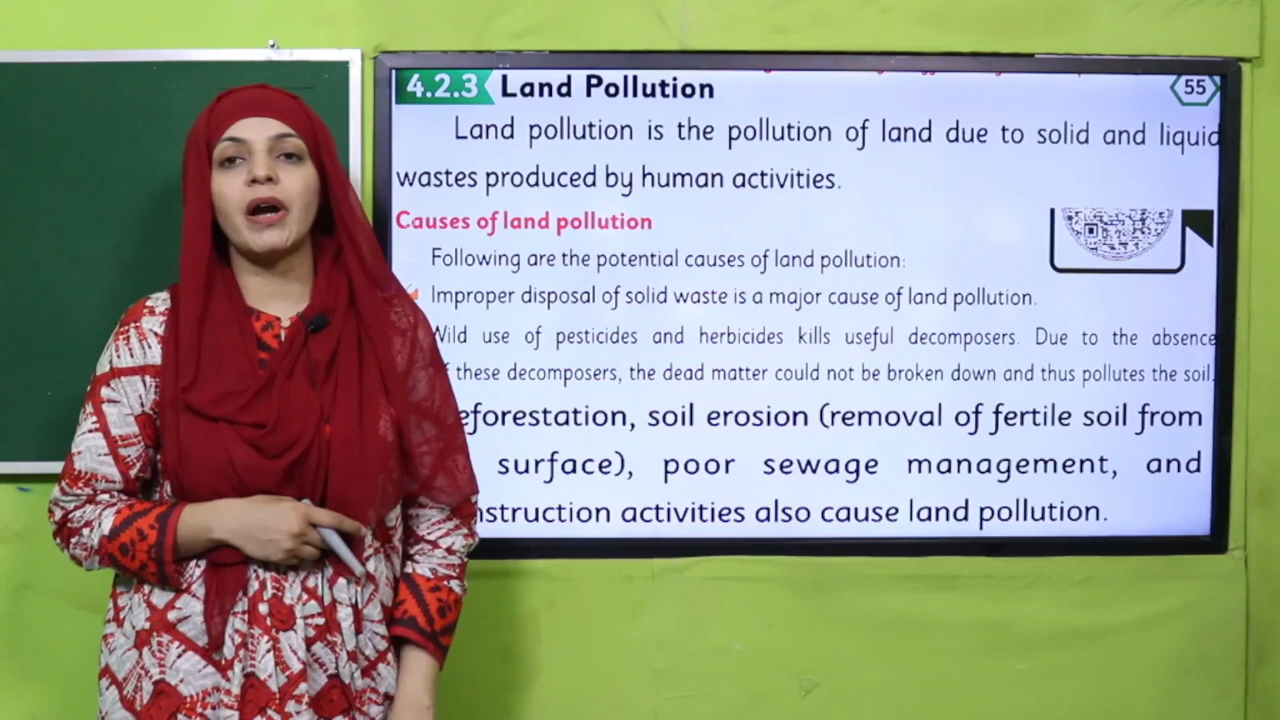 4.2.3 Land Pollution
55
Land pollution is the pollution of land due to solid and liquid
wastes produced by human activities.
Causes of land pollution
Following are the potential causes of land pollution:
Improper disposal of solid waste is a major cause of land pollution.
Wild use of pesticides and herbicides kills useful decomposers. Due to the absence
these decomposers, the dead matter could not be broken down and thus pollutes the soil.
eforestation, soil erosion (removal of fertile soil from
surface), poor sewage management, and
nstruction activities also cause land pollution.